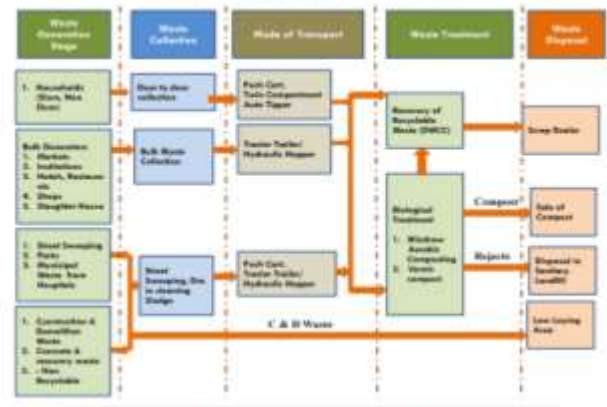 Waste
Generation
Stage
Waste
Collection
Mode of Transport
Waste Treatment
Waste
Disposal
1. Households
(Slum, Non
Slum)
Door to door
collection
Push Cart,
Twin Compartment
Auto Tipper
Recovery of
Recyclable
Waste (DWCC)
Scrap Dealer
Bulk Generators
1. Markets
2. Institutions
3. Hotels, Restaurants
4. Shops
5. Slaughter House
Bulk Waste
Collection
Tractor Trailer/
Hydraulic Hopper
Biological
Treatment
1. Windrow
Aerobic
Composting
2. Vermi
compost
Compost
Sale of
Compost
1. Street Sweeping
2. Parks
3. Municipal
Waste from
Hospitals
Street
Sweeping,
cleaning
Sludge
Push Cart,
Tractor Trailer/
Hydraulic Hopper
Rejects
Disposal in
Sanitary
Landfill
1. Construction &
Demolition
Waste
2. Concrete &
masonry waste
3. - Non
Recyclable
C & D Waste
Low Laying
Area